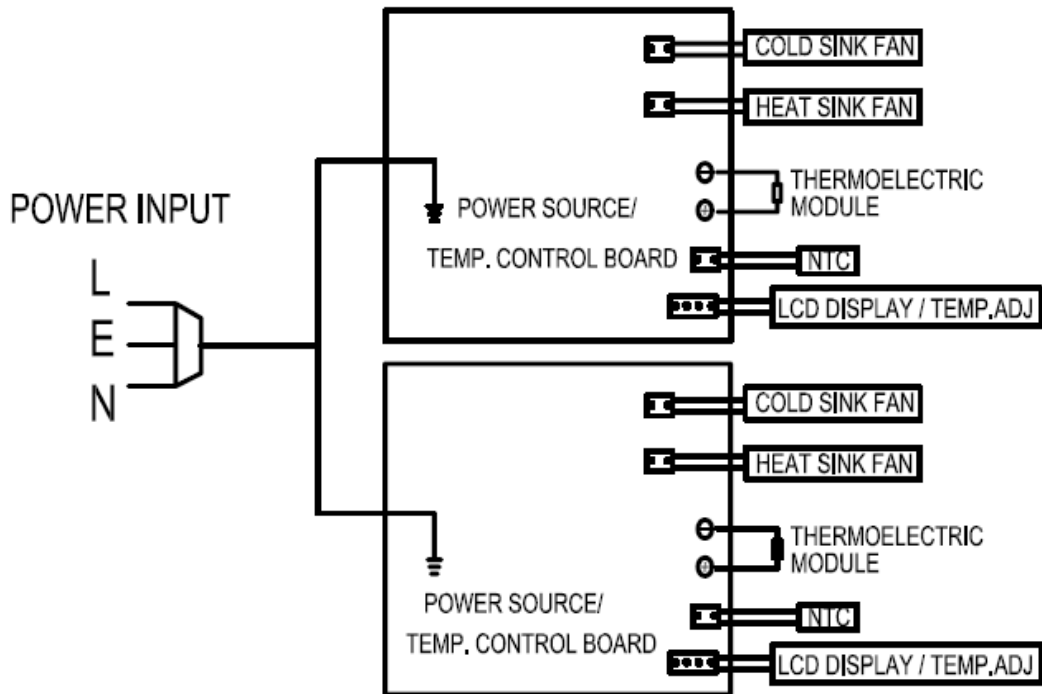 POWER INPUT
L
E
N
COLD SINK FAN
HEAT SINK FAN
THERMOELECTRIC
MODULE
POWER SOURCE/
TEMP. CONTROL BOARD
NTC
LCD DISPLAY / TEMP.ADJ
COLD SINK FAN
HEAT SINK FAN
THERMOELECTRIC
MODULE
POWER SOURCE/
TEMP. CONTROL BOARD
NTC
LCD DISPLAY / TEMP.ADJ